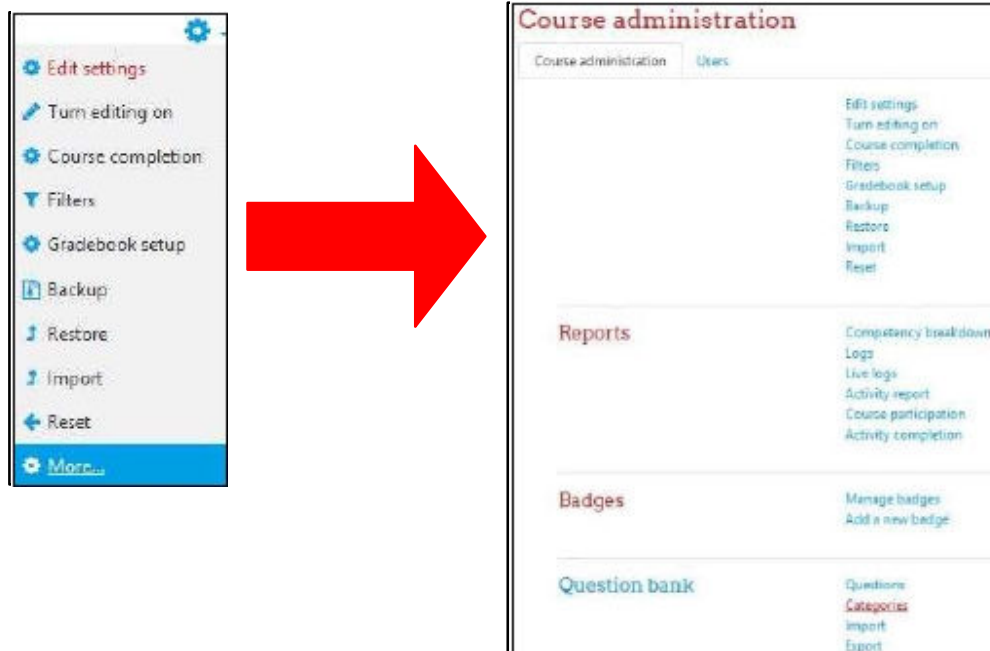 Edit settings
Turn editing on
Course completion
Filters
Gradebook setup
Backup
Restore
Import
Reset
More...
Course administration
Course administration Users
Edit settings
Turn editing on
Course completion
Filters
Gradebook setup
Backup
Restore
Import
Reset
Reports
Competency breakdown
Logs
Live logs
Activity report
Course participation
Activity completion
Badges
Manage badges
Add a new badge
Question bank
Questions
Categories
Import
Export